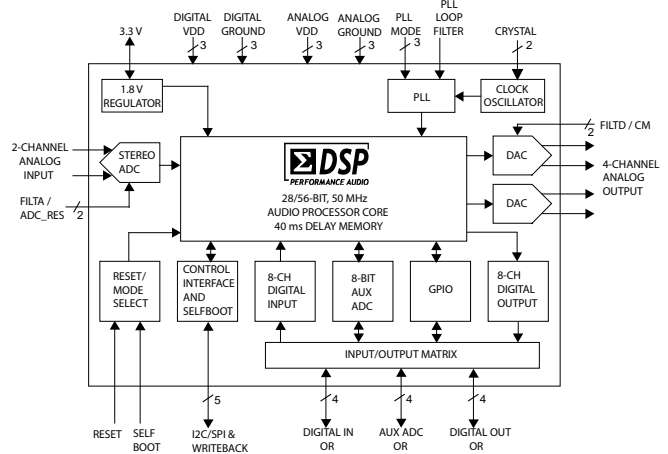 DIGITAL
VDD
3
DIGITAL
GROUND
3
ANALOG
VDD
3
ANALOG
GROUND
3
PLL
MODE
3
PLL
LOOP
FILTER
CRYSTAL
2
3.3 V
1.8 V
REGULATOR
PLL
CLOCK
OSCILLATOR
FILTD / CM
2
2-CHANNEL
ANALOG
INPUT
STEREO
ADC
FILTA /
ADC_RES
2
Σ DSP
PERFORMANCE AUDIO
28/56-BIT, 50 MHz
AUDIO PROCESSOR CORE
40 ms DELAY MEMORY
DAC
DAC
4-CHANNEL
ANALOG
OUTPUT
RESET/
MODE
SELECT
CONTROL
INTERFACE
AND
SELFBOOT
8-CH
DIGITAL
INPUT
8-BIT
AUX
ADC
GPIO
8-CH
DIGITAL
OUTPUT
INPUT/OUTPUT MATRIX
5
4
4
4
RESET
SELF
BOOT
I2C/SPI &
WRITEBACK
DIGITAL IN
OR
AUX ADC
OR
DIGITAL OUT
OR